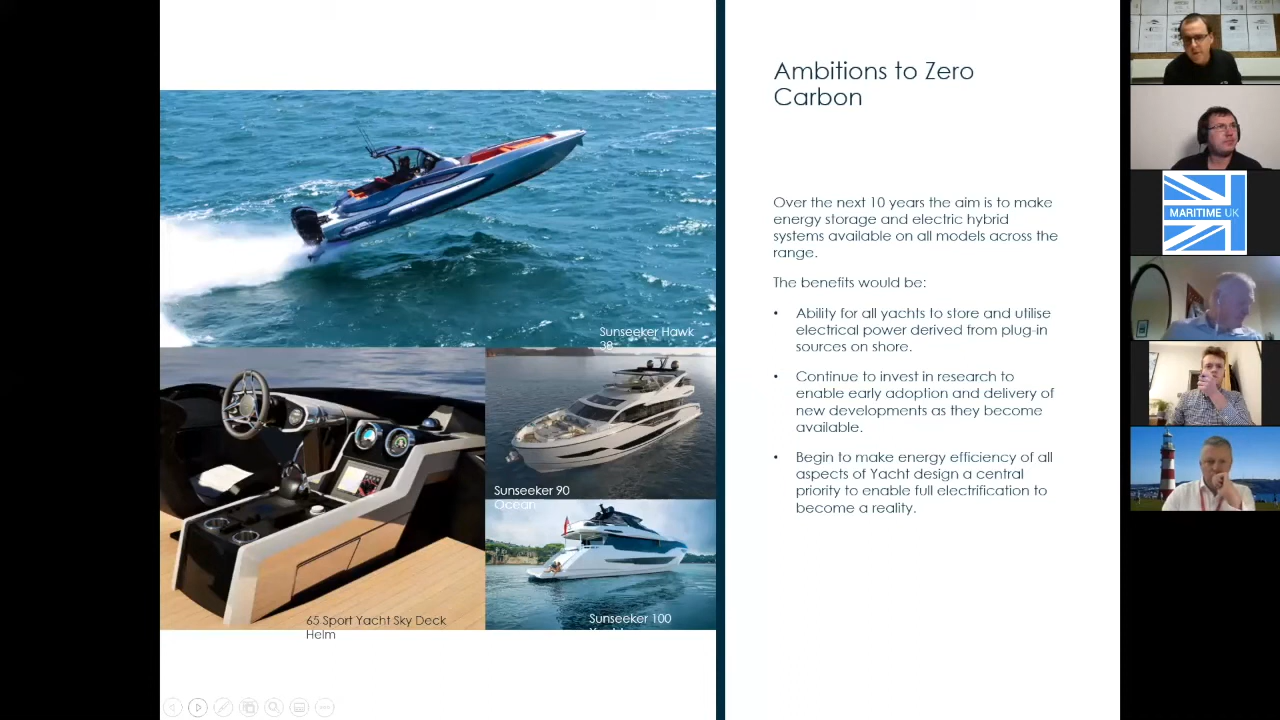 Ambitions to Zero
Carbon
Over the next 10 years the aim is to make
energy storage and electric hybrid
systems available on all models across the
range.
The benefits would be:
• Ability for all yachts to store and utilise
electrical power derived from plug-in
sources on shore.
• Continue to invest in research to
enable early adoption and delivery of
new developments as they become
available.
• Begin to make energy efficiency of all
aspects of Yacht design a central
priority to enable full electrification to
become a reality.
Sunseeker Hawk
38
Sunseeker 90
Ocean
65 Sport Yacht Sky Deck
Helm
Sunseeker 100
MARITIME UK